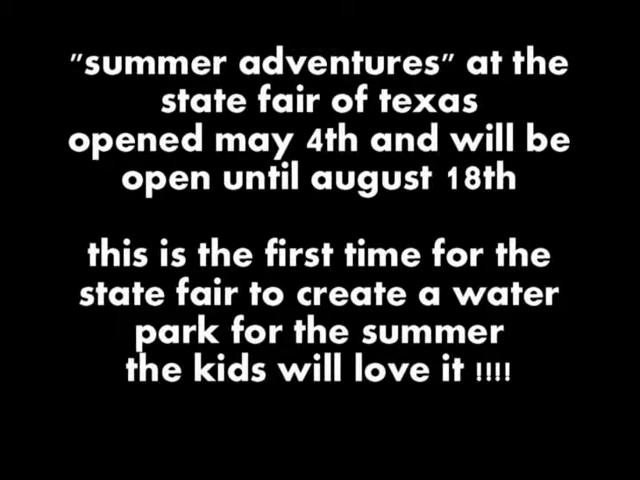 "summer adventures" at the
state fair of texas
opened may 4th and will be
open until august 18th
this is the first time for the
state fair to create a water
park for the summer
the kids will love it !!!!